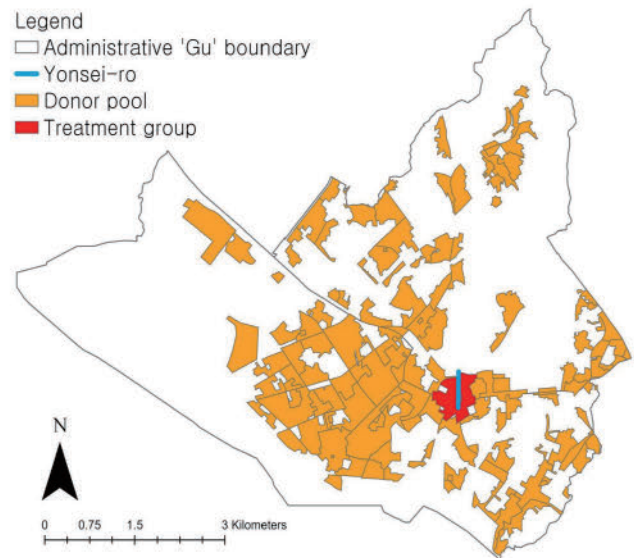 Legend
Administrative 'Gu' boundary
Yonsei-ro
Donor pool
Treatment group
N
0 0.75 1.5 3 Kilometers